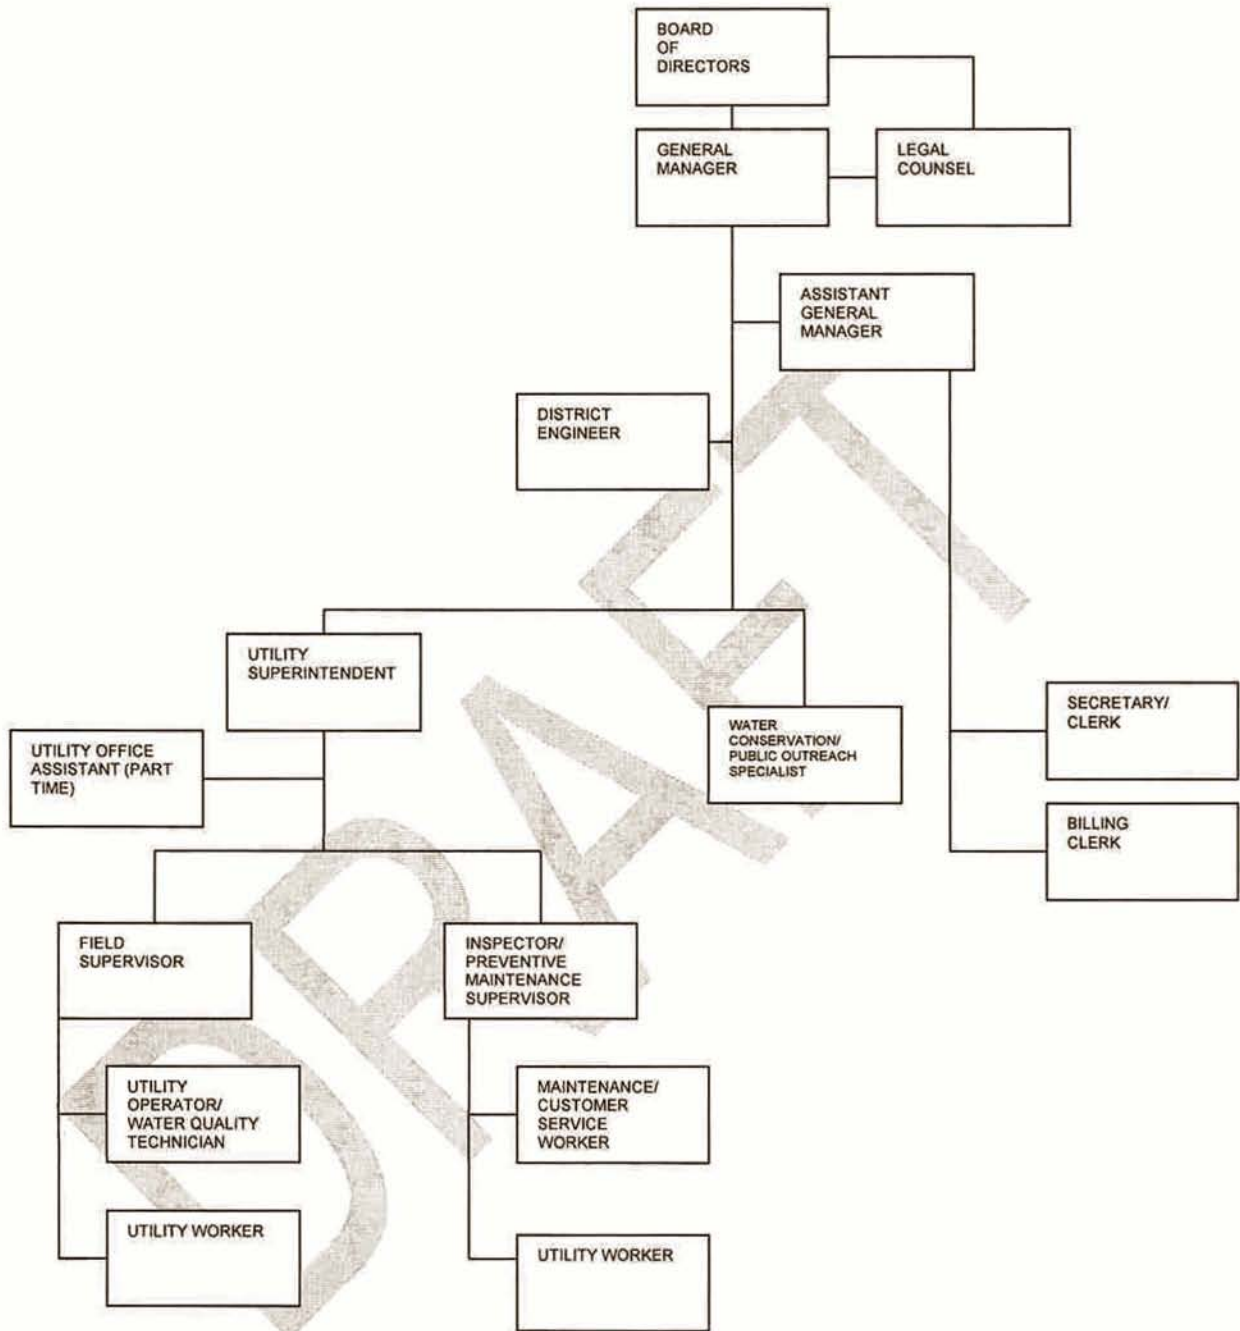 BOARD
OF
DIRECTORS
GENERAL
MANAGER
LEGAL
COUNSEL
ASSISTANT
GENERAL
MANAGER
DISTRICT
ENGINEER
UTILITY
SUPERINTENDENT
WATER
CONSERVATION/
PUBLIC OUTREACH
SPECIALIST
SECRETARY/
CLERK
UTILITY OFFICE
ASSISTANT (PART
TIME)
BILLING
CLERK
FIELD
SUPERVISOR
INSPECTOR/
PREVENTIVE
MAINTENANCE
SUPERVISOR
UTILITY
OPERATOR/
WATER QUALITY
TECHNICIAN
MAINTENANCE/
CUSTOMER
SERVICE
WORKER
UTILITY WORKER
UTILITY WORKER
DRAFT